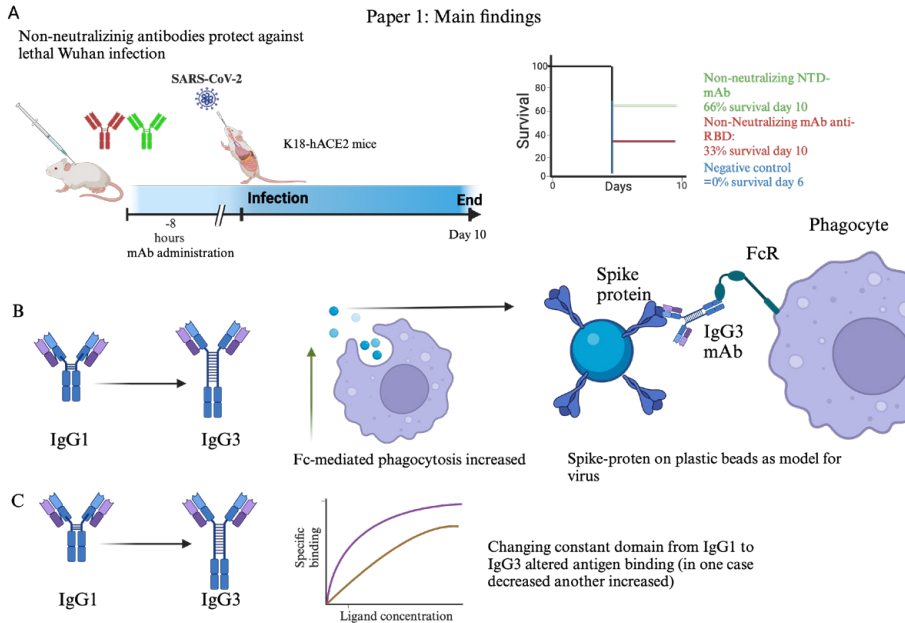 A
Paper 1: Main findings
Non-neutralizinig antibodies protect against
lethal Wuhan infection
SARS-CoV-2
K18-hACE2 mice
Infection
End
-8
hours
mAb administration
Day 10
Survival
100
80
60
40
20
0
0
Days
10
Non-neutralizing NTD-
mAb
66% survival day 10
Non-Neutralizing mAb anti-
RBD:
33% survival day 10
Negative control
=0% survival day 6
B
IgG1
IgG3
Fc-mediated phagocytosis increased
Phagocyte
FcR
Spike
protein
IgG3
mAb
Spike-proten on plastic beads as model for
virus
C
IgG1
IgG3
Specific
binding
Ligand concentration
Changing constant domain from IgG1 to
IgG3 altered antigen binding (in one case
decreased another increased)